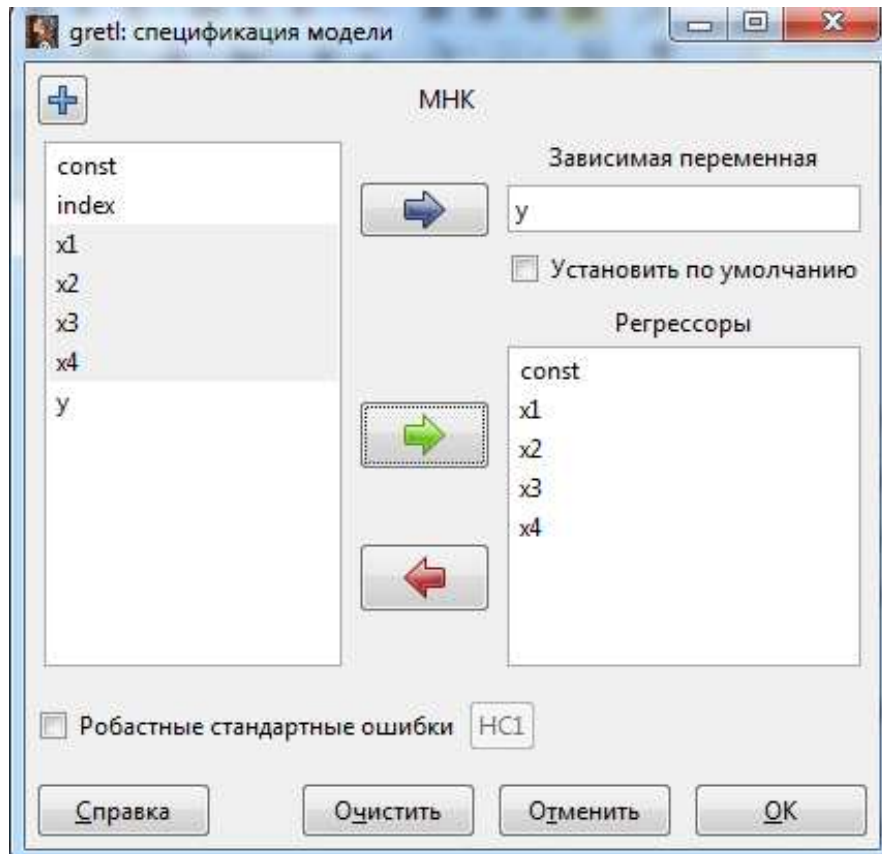 gretl: спецификация модели
МНК
const
index
x1
x2
x3
x4
y
Зависимая переменная
y
Установить по умолчанию
Регрессоры
const
x1
x2
x3
x4
Робастные стандартные ошибки HC1
Справка Очистить Отменить OK